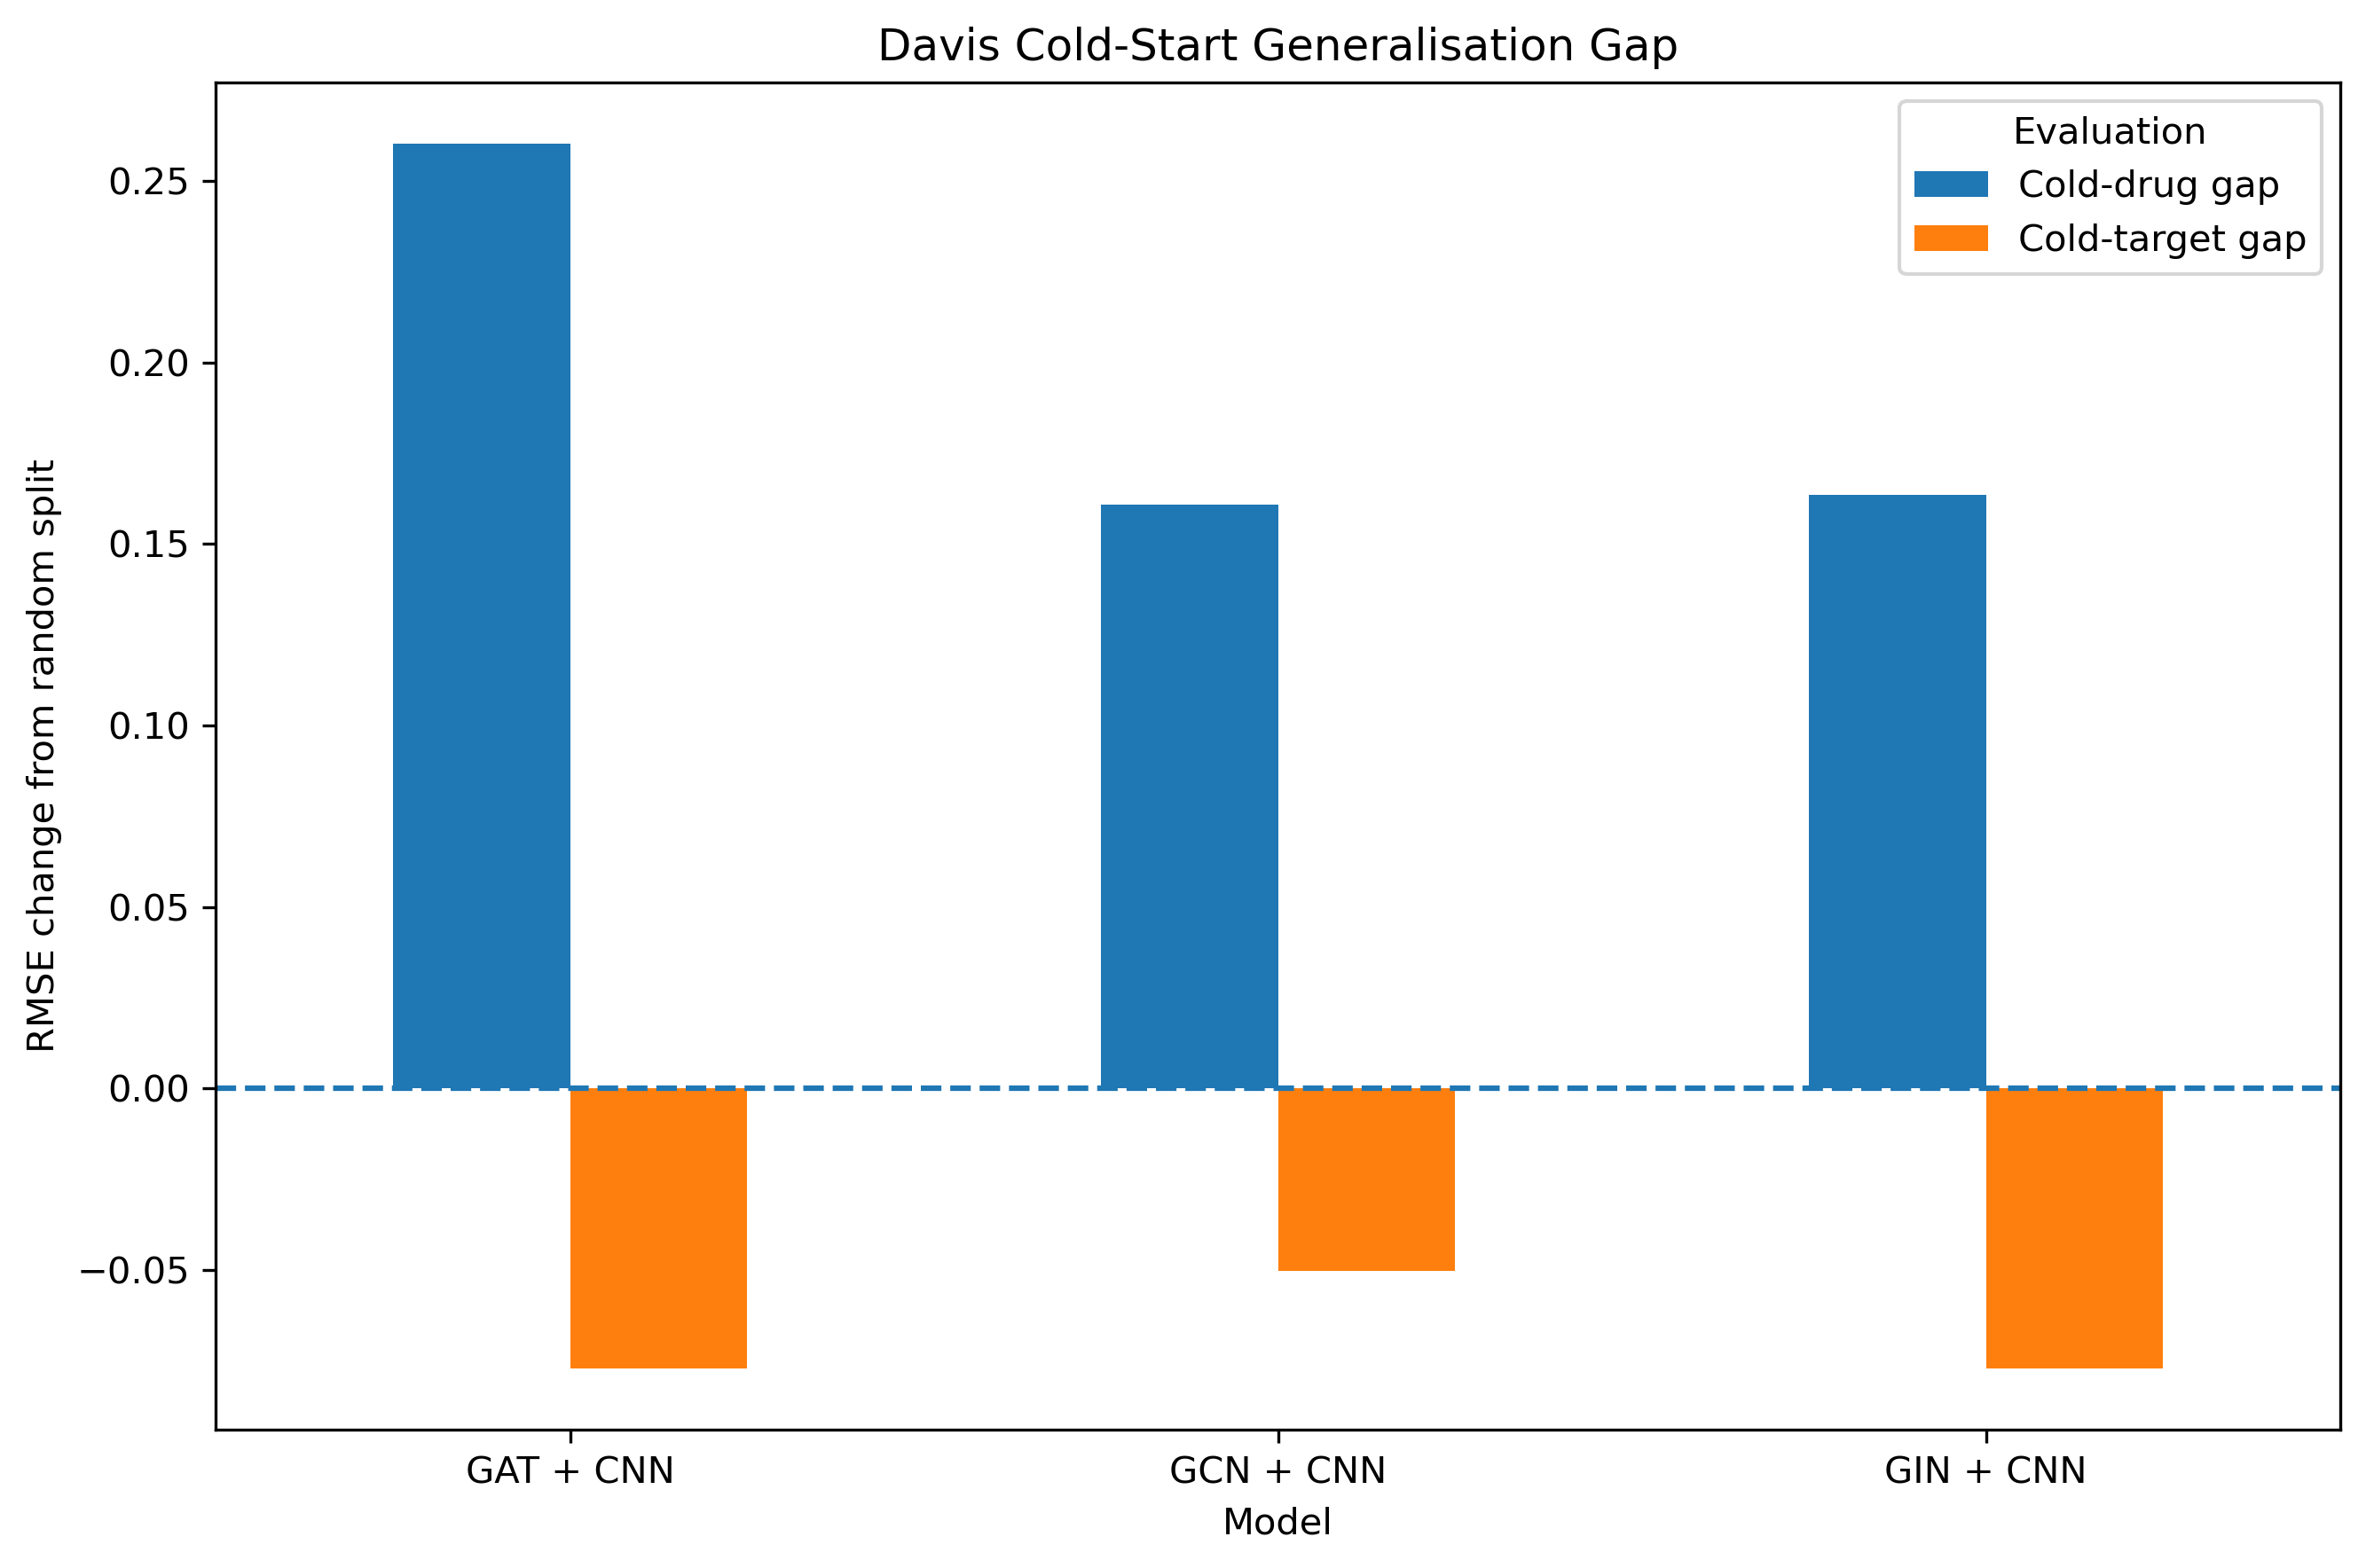 Davis Cold-Start Generalisation Gap
Evaluation
Cold-drug gap
Cold-target gap
RMSE change from random split
0.25
0.20
0.15
0.10
0.05
0.00
−0.05
GAT + CNN
GCN + CNN
GIN + CNN
Model